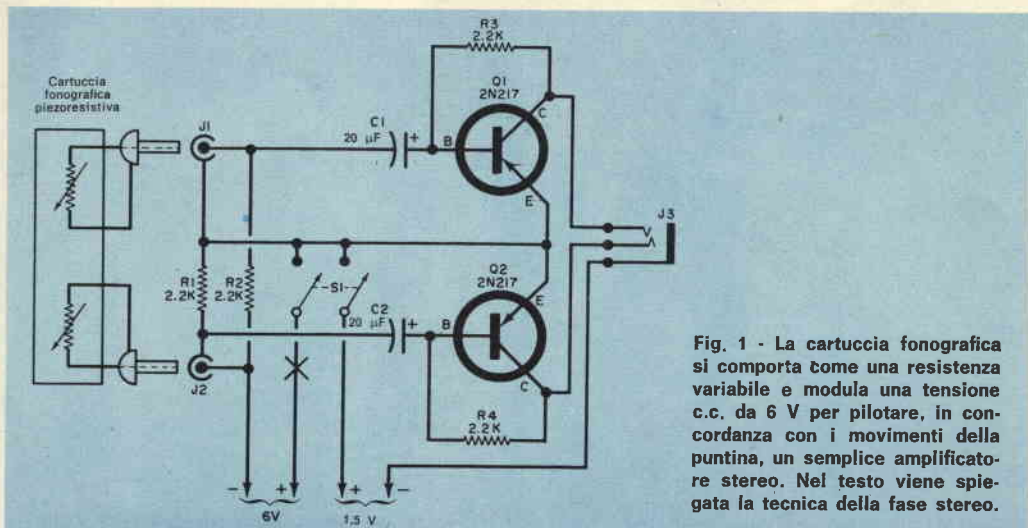 Cartuccia
fonografica
piezoresistiva
J1
J2
R1
2.2K
R2
2.2K
C1
20 µF
+
B
R3
2.2K
Q1
2N217
C
E
S1
C2
20 µF
+
B
Q2
2N217
E
C
R4
2.2K
J3
- +
6V
+ -
1,5 V
Fig. 1 - La cartuccia fonografica
si comporta come una resistenza
variabile e modula una tensione
c.c. da 6 V per pilotare, in con-
cordanza con i movimenti della
puntina, un semplice amplificato-
re stereo. Nel testo viene spie-
gata la tecnica della fase stereo.